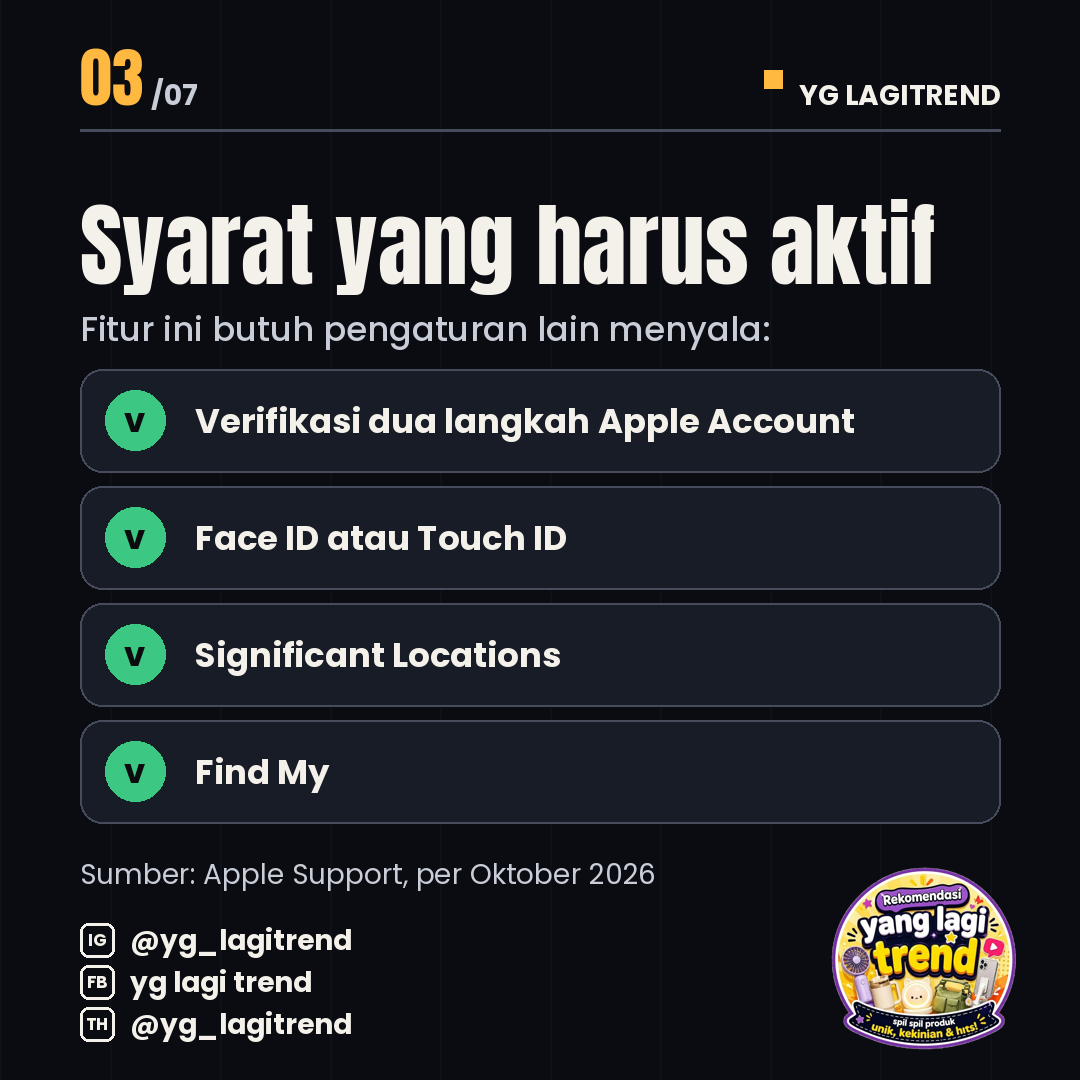 03 /07
YG LAGITREND
Syarat yang harus aktif
Fitur ini butuh pengaturan lain menyala:
v Verifikasi dua langkah Apple Account
v Face ID atau Touch ID
v Significant Locations
v Find My
Sumber: Apple Support, per Oktober 2026
IG @yg_lagitrend
FB yg lagi trend
TH @yg_lagitrend
Rekomendasi
yang lagi
trend
spil spil produk
unik, kekinian & hits!